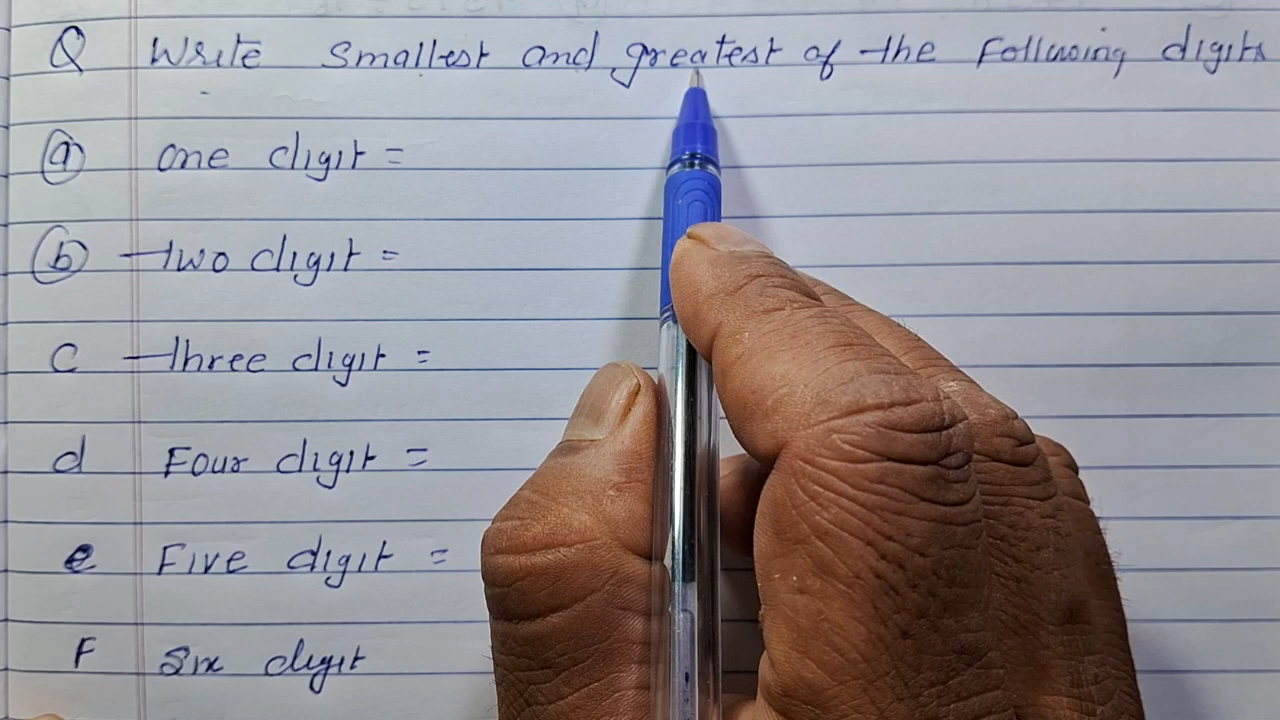 Q Write Smallest and greatest of the Following digits
a one digit =
b Two digit =
C Three digit =
d Four digit =
e Five digit =
F Six digit